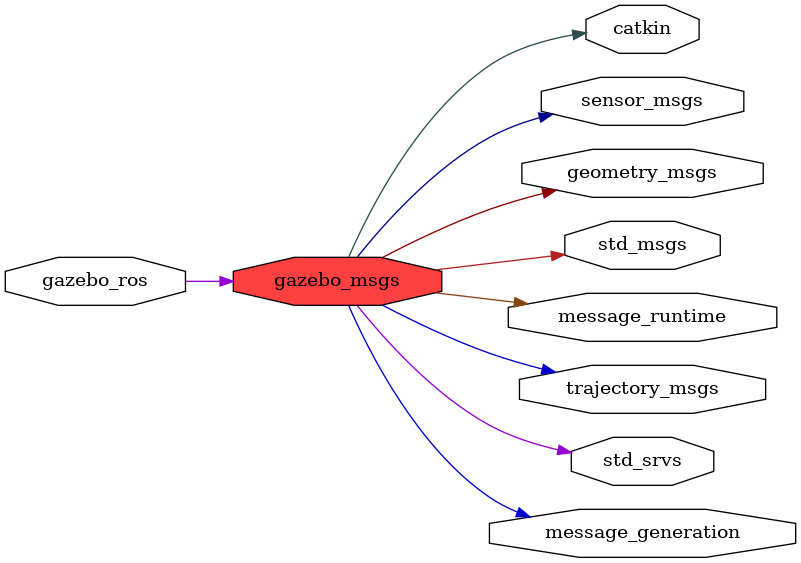 catkin
sensor_msgs
geometry_msgs
std_msgs
gazebo_ros
gazebo_msgs
message_runtime
trajectory_msgs
std_srvs
message_generation